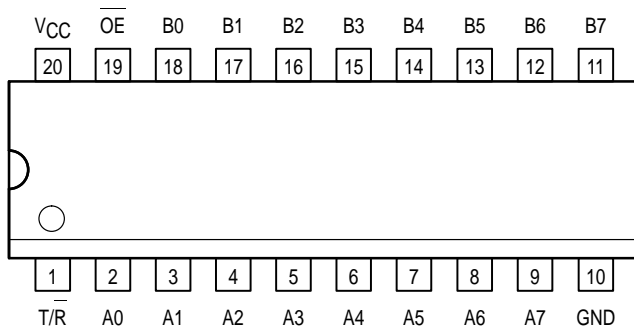 VCC OE B0 B1 B2 B3 B4 B5 B6 B7
20 19 18 17 16 15 14 13 12 11
1 2 3 4 5 6 7 8 9 10
T/R A0 A1 A2 A3 A4 A5 A6 A7 GND